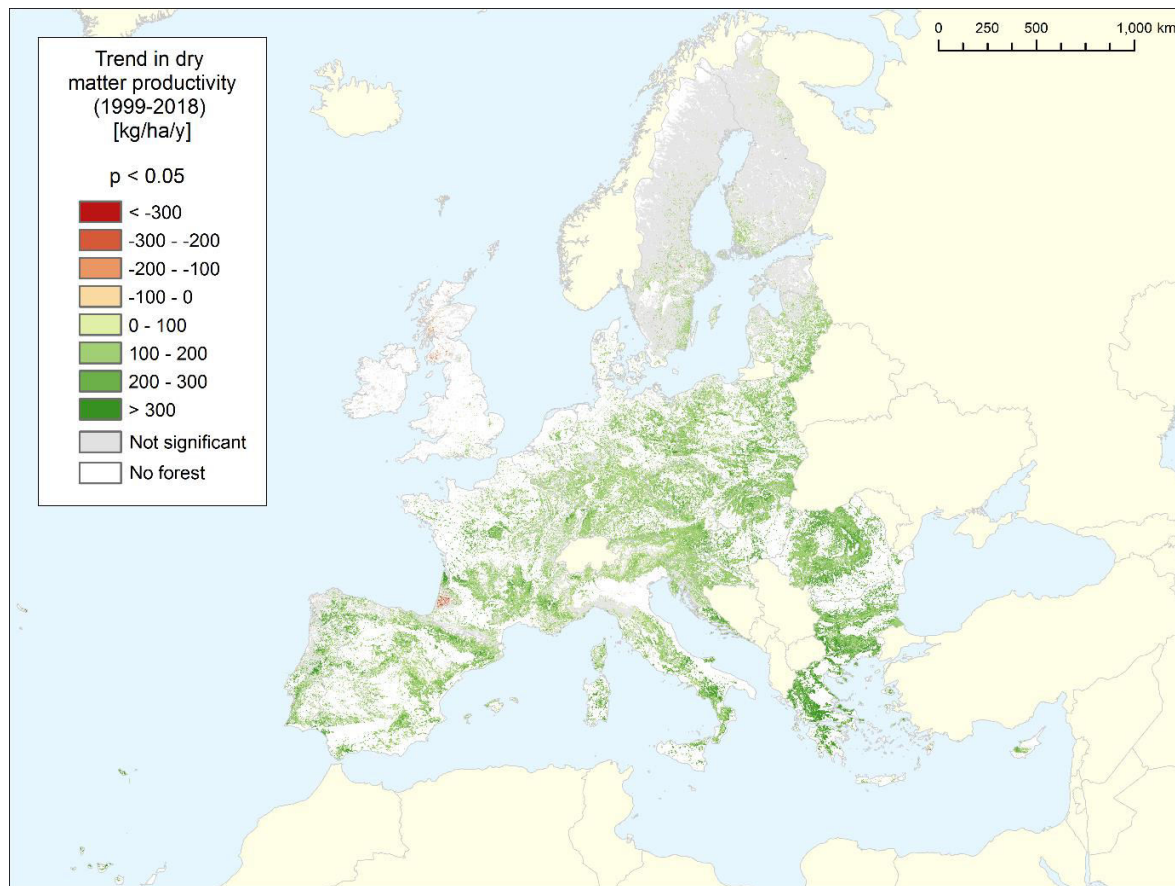 Trend in dry
matter productivity
(1999-2018)
[kg/ha/y]
p < 0.05
< -300
-300 - -200
-200 - -100
-100 - 0
0 - 100
100 - 200
200 - 300
> 300
Not significant
No forest
0 250 500 1,000 km